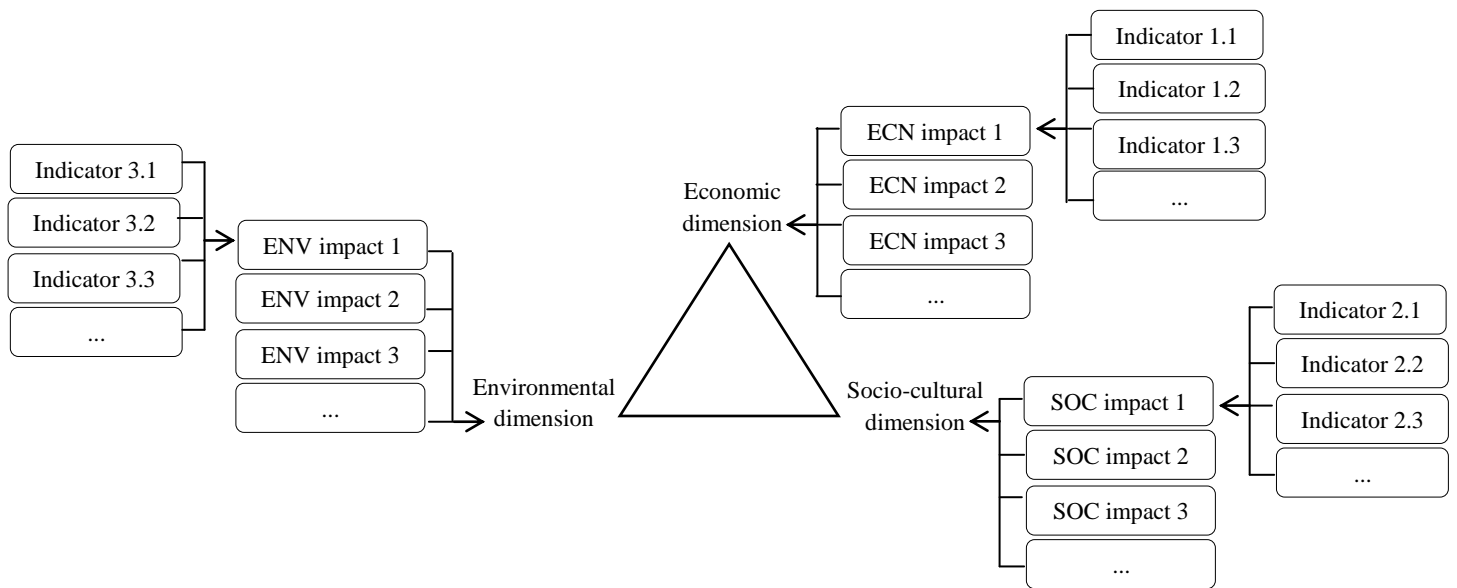 Indicator 3.1
Indicator 3.2
Indicator 3.3
...
ENV impact 1
ENV impact 2
ENV impact 3
...
Environmental
dimension
Economic
dimension
ECN impact 1
ECN impact 2
ECN impact 3
...
Indicator 1.1
Indicator 1.2
Indicator 1.3
...
Socio-cultural
dimension
SOC impact 1
SOC impact 2
SOC impact 3
...
Indicator 2.1
Indicator 2.2
Indicator 2.3
...